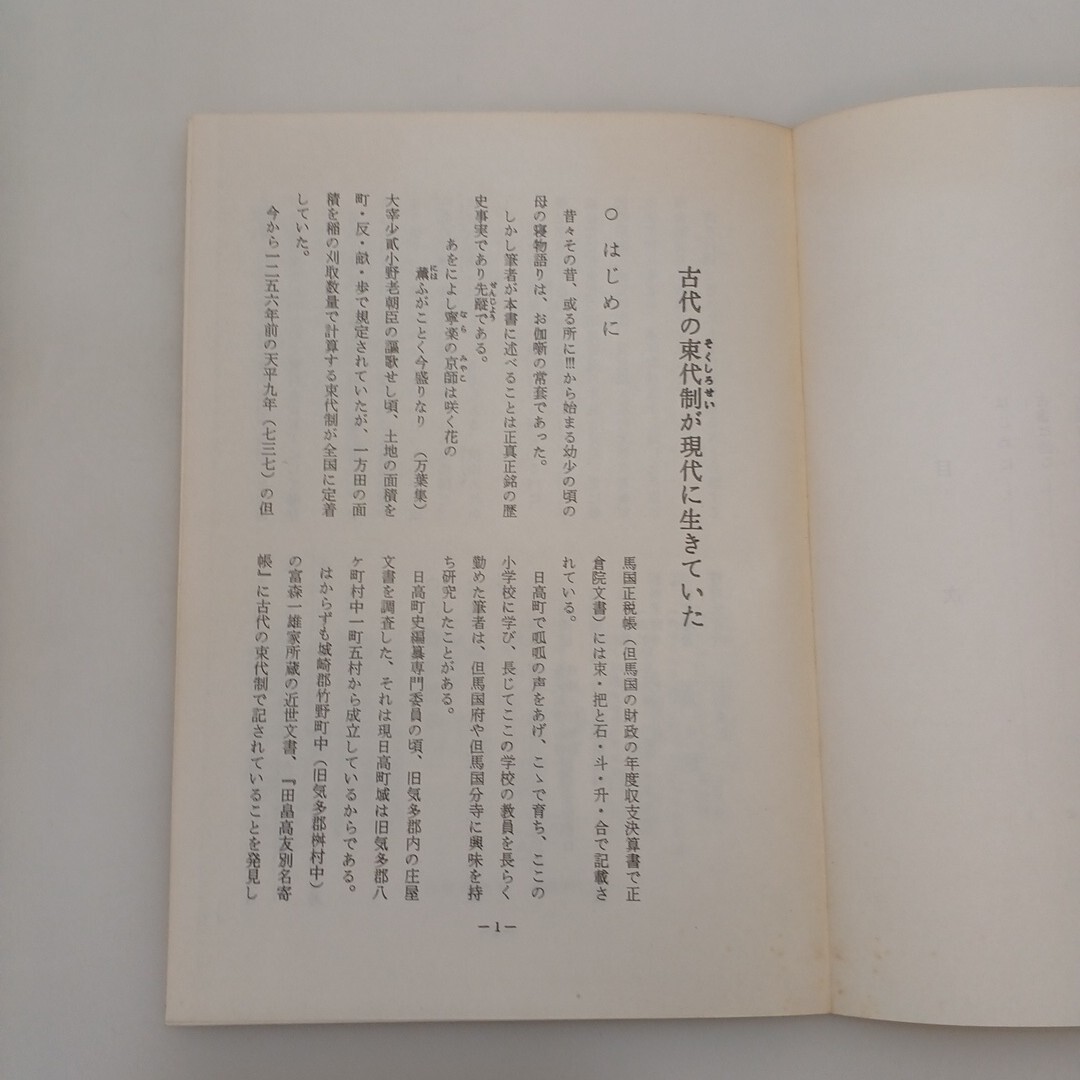 古代の束代制が現代に生きていた
そくしろせい
○ はじめに
昔々その昔、或る所に!!!から始まる幼少の頃の
母の寝物語りは、お伽噺の常套であった。
しかし筆者が本書に述べることは正真正銘の歴
史事実であり先蹤である。
せんじょう
あをによし寧楽の京師は咲く花の
なら
みやこ
薫ふがことく今盛りなり （万葉集）
には
大宰少貳小野老朝臣の謳歌せし頃、土地の面積を
町・反・畝・歩で規定されていたが、一方田の面
積を稲の刈取数量で計算する束代制が全国に定着
していた。
今から一二五六年前の天平九年（七三七）の但
馬国正税帳（但馬国の財政の年度収支決算書で正
倉院文書）には束・把と石・斗・升・合で記載さ
れている。
日高町で呱呱の声をあげ、こゝで育ち、ここの
小学校に学び、長じてここの学校の教員を長らく
勤めた筆者は、但馬国府や但馬国分寺に興味を持
ち研究したことがある。
日高町史編纂専門委員の頃、旧気多郡内の庄屋
文書を調査した、それは現日高町域は旧気多郡八
ヶ町村中一町五村から成立しているからである。
はからずも城崎郡竹野町中（旧気多郡椒村中）
の富森一雄家所蔵の近世文書、『田畠高友別名寄
帳』に古代の束代制で記されていることを発見し
―1―